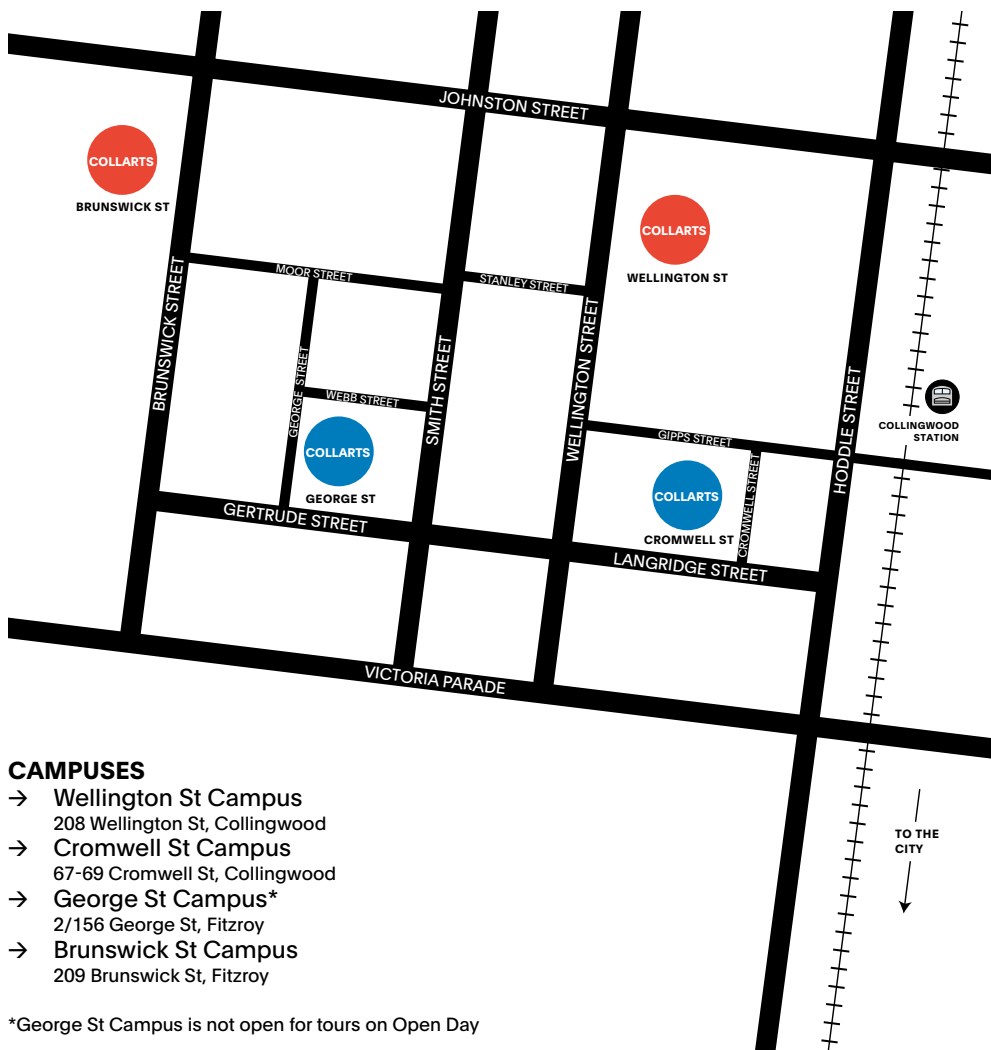 JOHNSTON STREET
COLLARTS
BRUNSWICK ST
COLLARTS
WELLINGTON ST
MOOR STREET
STANLEY STREET
BRUNSWICK STREET
GEORGE STREET
WEBB STREET
SMITH STREET
WELLINGTON STREET
HODDLE STREET
COLLINGWOOD
STATION
GIPPS STREET
COLLARTS
GEORGE ST
COLLARTS
CROMWELL ST
CROMWELL STREET
GERTRUDE STREET
LANGRIDGE STREET
VICTORIA PARADE
TO THE
CITY
CAMPUSES
→ Wellington St Campus
208 Wellington St, Collingwood
→ Cromwell St Campus
67-69 Cromwell St, Collingwood
→ George St Campus*
2/156 George St, Fitzroy
→ Brunswick St Campus
209 Brunswick St, Fitzroy
*George St Campus is not open for tours on Open Day